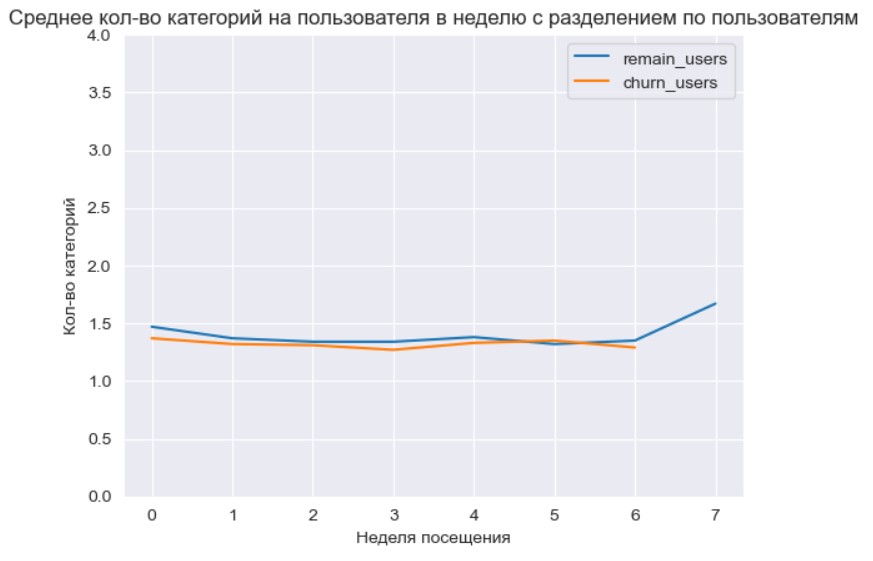 Среднее кол-во категорий на пользователя в неделю с разделением по пользователям
4.0
3.5
3.0
2.5
2.0
1.5
1.0
0.5
0.0
Кол-во категорий
remain_users
churn_users
0 1 2 3 4 5 6 7
Неделя посещения